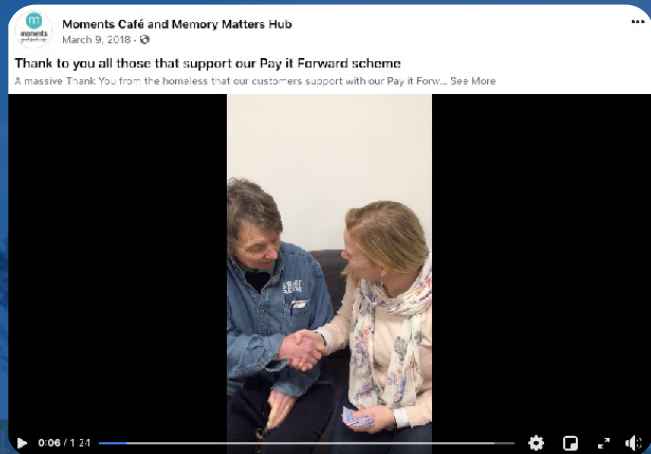 m
moments
Moments Café and Memory Matters Hub
March 9, 2018 ·
Thank to you all those that support our Pay it Forward scheme
A massive Thank You from the homeless that our customers support with our Pay it Forw... See More
0:06 / 1:24